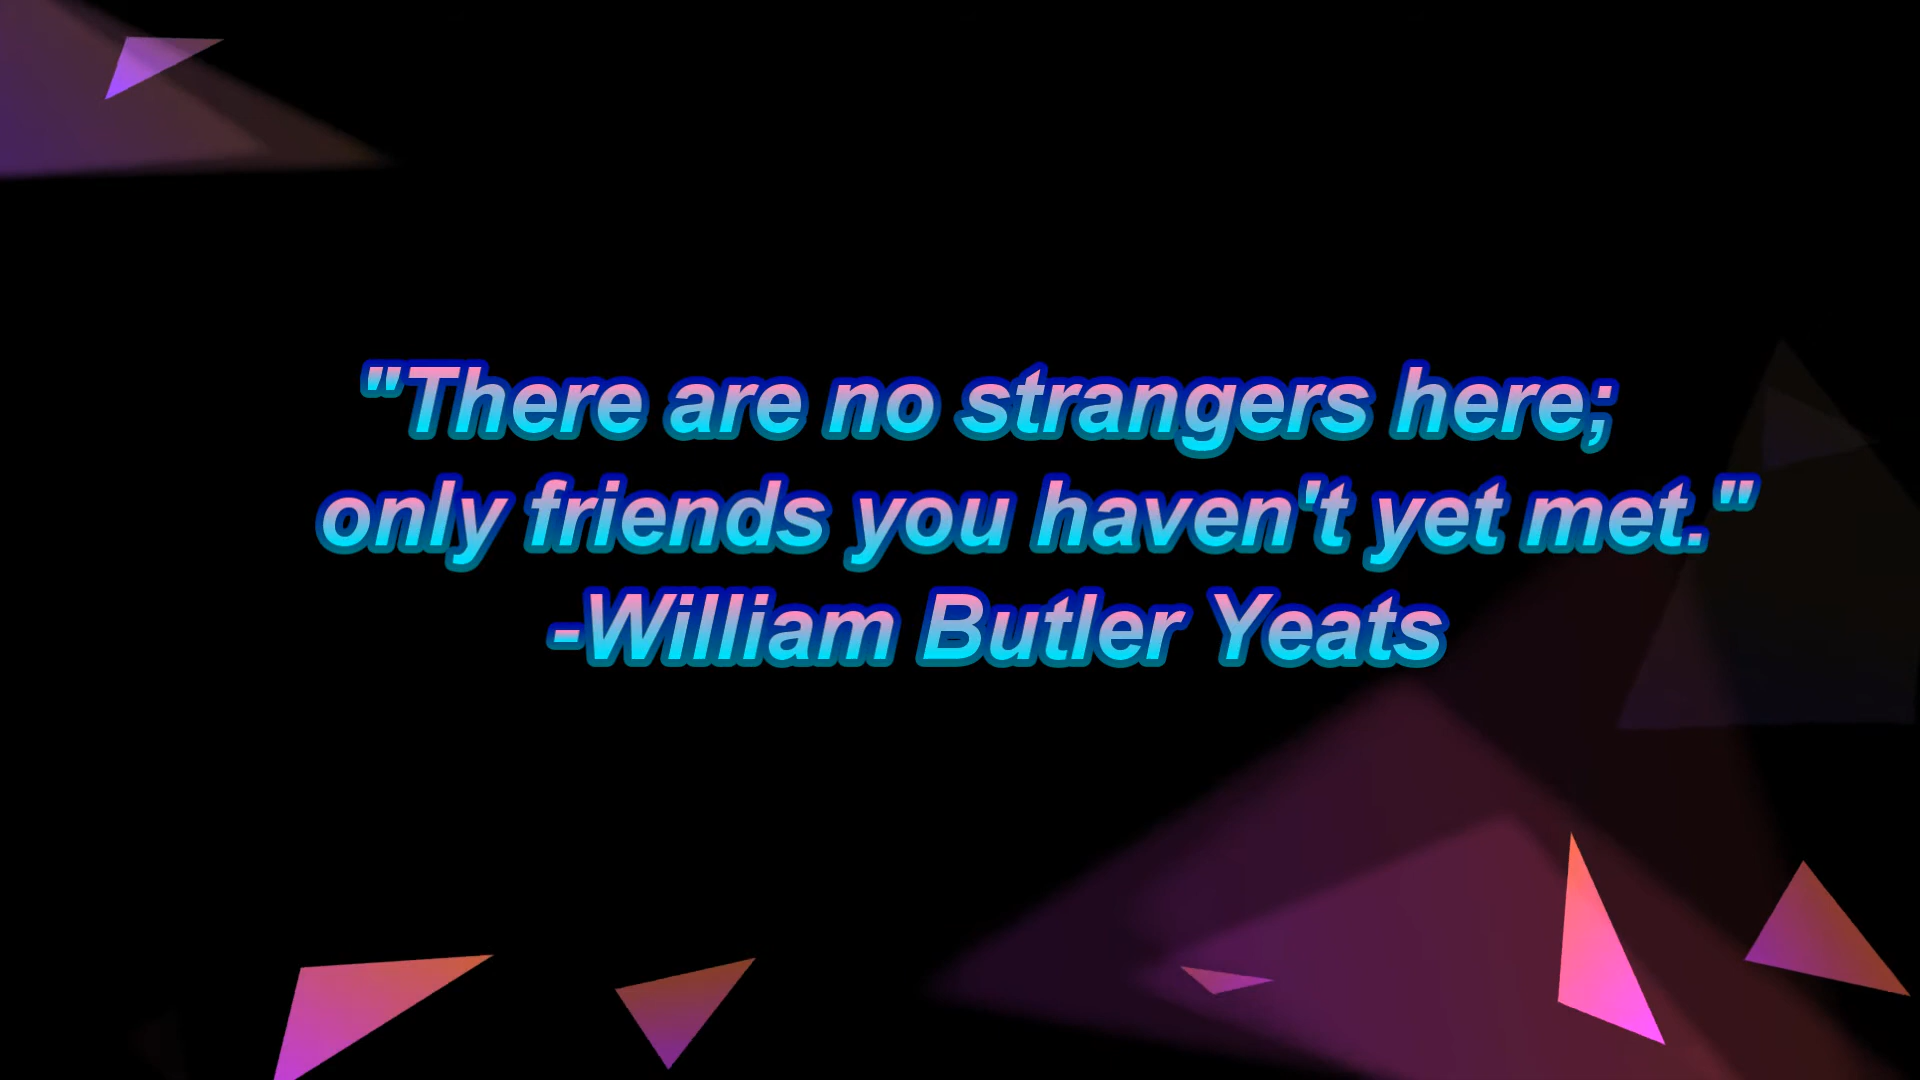 "There are no strangers here;
only friends you haven't yet met."
-William Butler Yeats